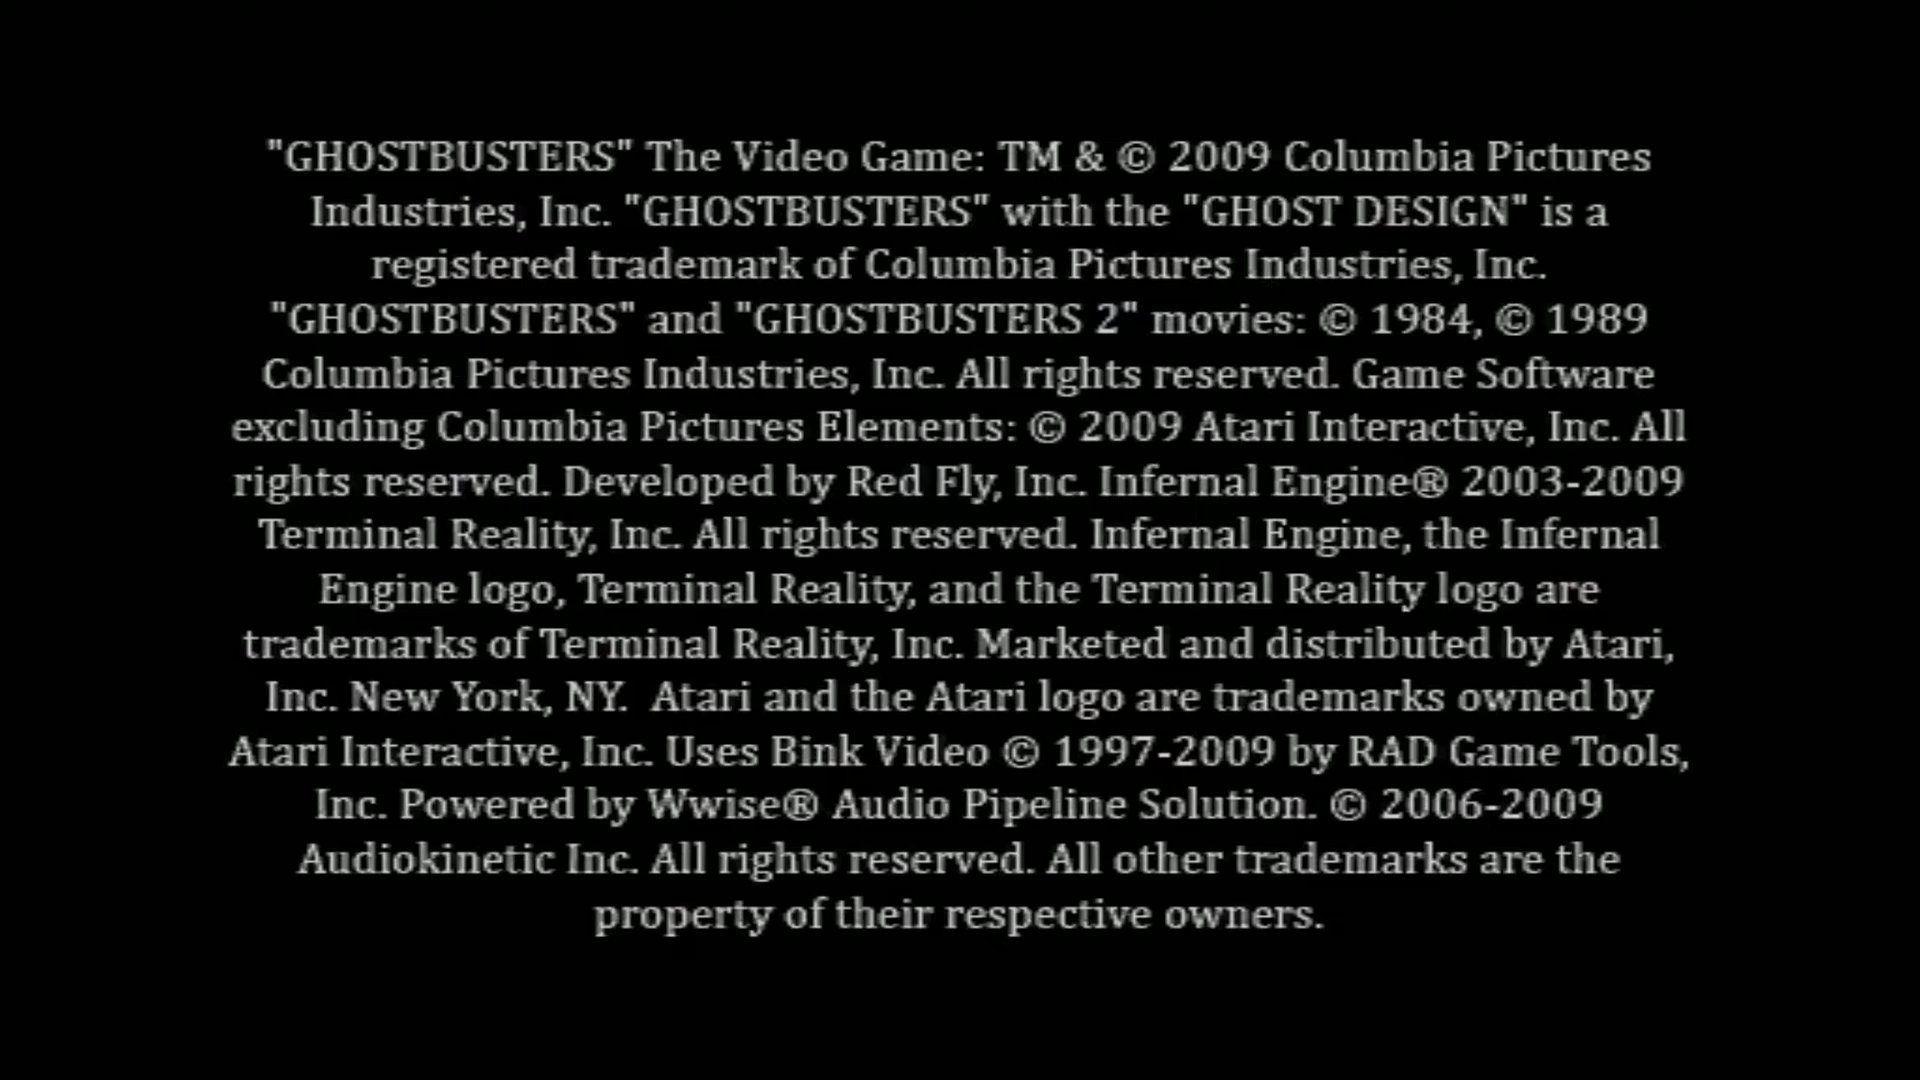 "GHOSTBUSTERS" The Video Game: TM & © 2009 Columbia Pictures
Industries, Inc. "GHOSTBUSTERS" with the "GHOST DESIGN" is a
registered trademark of Columbia Pictures Industries, Inc.
"GHOSTBUSTERS" and "GHOSTBUSTERS 2" movies: © 1984, © 1989
Columbia Pictures Industries, Inc. All rights reserved. Game Software
excluding Columbia Pictures Elements: © 2009 Atari Interactive, Inc. All
rights reserved. Developed by Red Fly, Inc. Infernal Engine® 2003-2009
Terminal Reality, Inc. All rights reserved. Infernal Engine, the Infernal
Engine logo, Terminal Reality, and the Terminal Reality logo are
trademarks of Terminal Reality, Inc. Marketed and distributed by Atari,
Inc. New York, NY.  Atari and the Atari logo are trademarks owned by
Atari Interactive, Inc. Uses Bink Video © 1997-2009 by RAD Game Tools,
Inc. Powered by Wwise® Audio Pipeline Solution. © 2006-2009
Audiokinetic Inc. All rights reserved. All other trademarks are the
property of their respective owners.